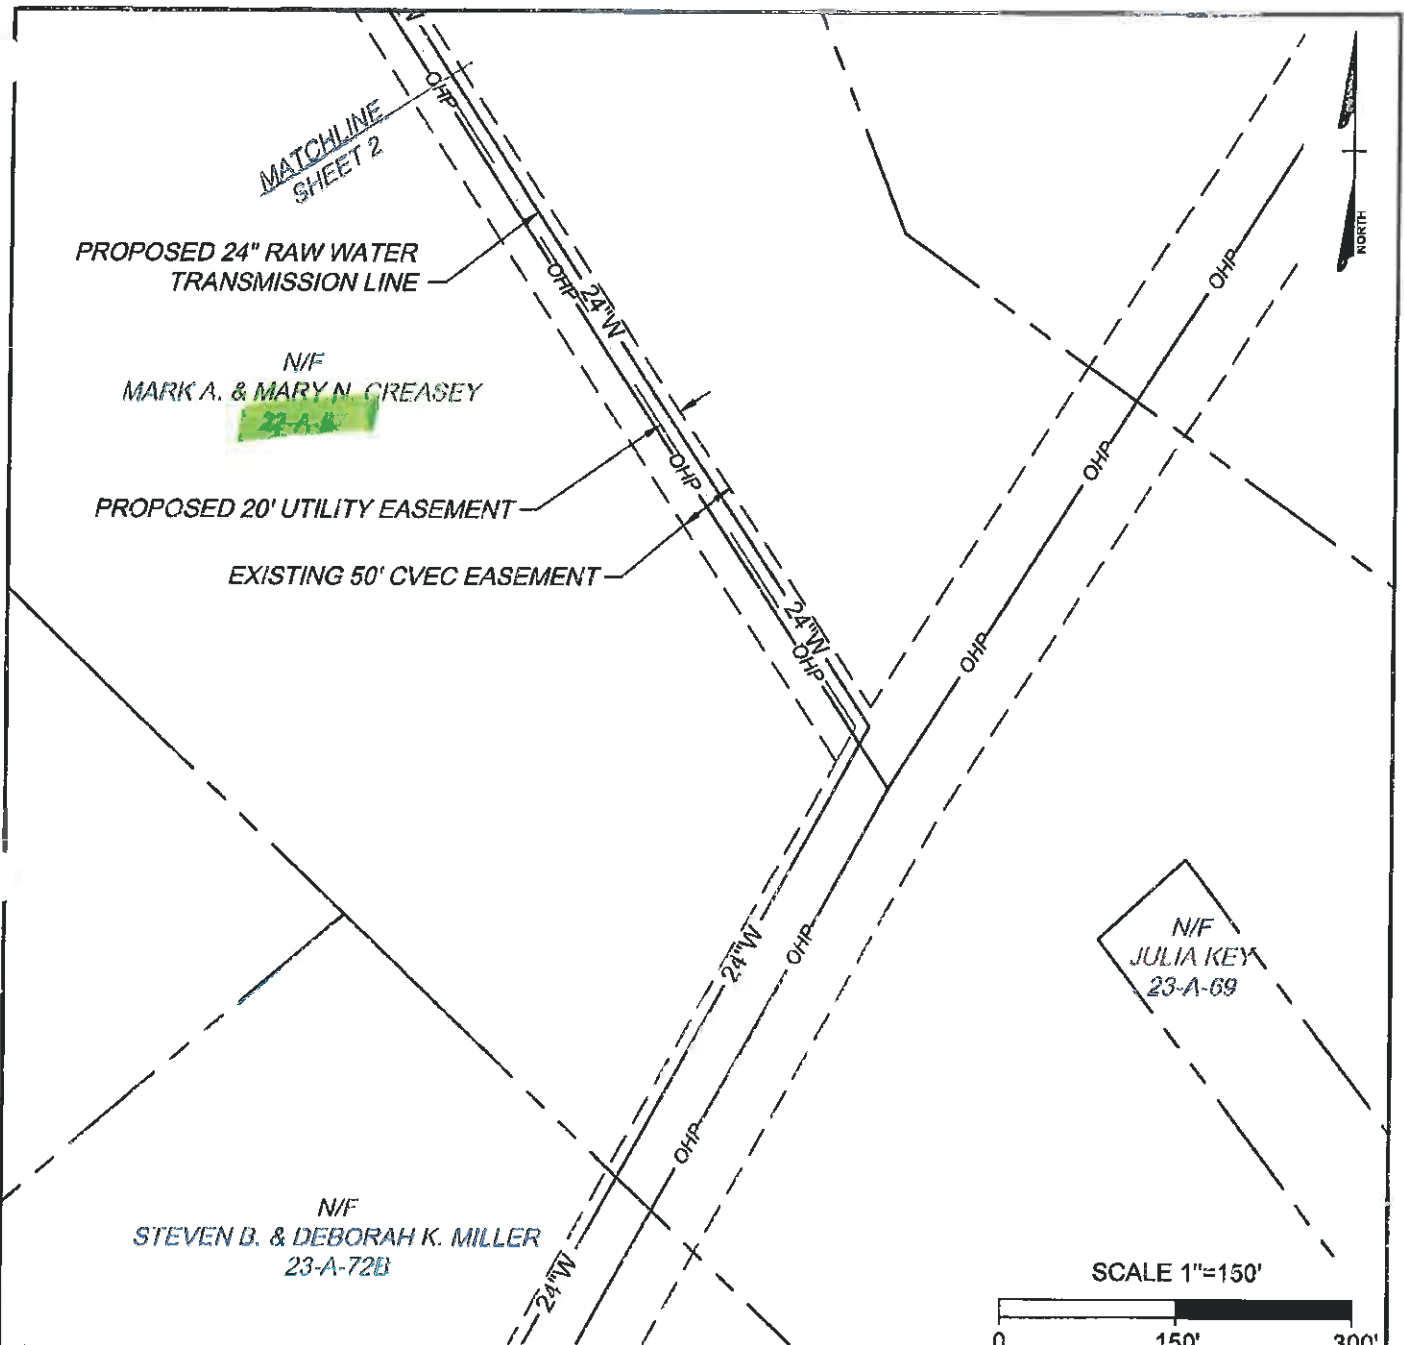 MATCHLINE
SHEET 2
PROPOSED 24" RAW WATER
TRANSMISSION LINE
N/F
MARK A. & MARY N. CREASEY
PROPOSED 20' UTILITY EASEMENT
EXISTING 50' CVEC EASEMENT
OHP
OHP
24"W
OHP
24"W
OHP
OHP
OHP
OHP
NORTH
24"W
OHP
OHP
24"W
N/F
JULIA KEY
23-A-69
N/F
STEVEN B. & DEBORAH K. MILLER
23-A-72B
SCALE 1"=150'
0 150' 300'